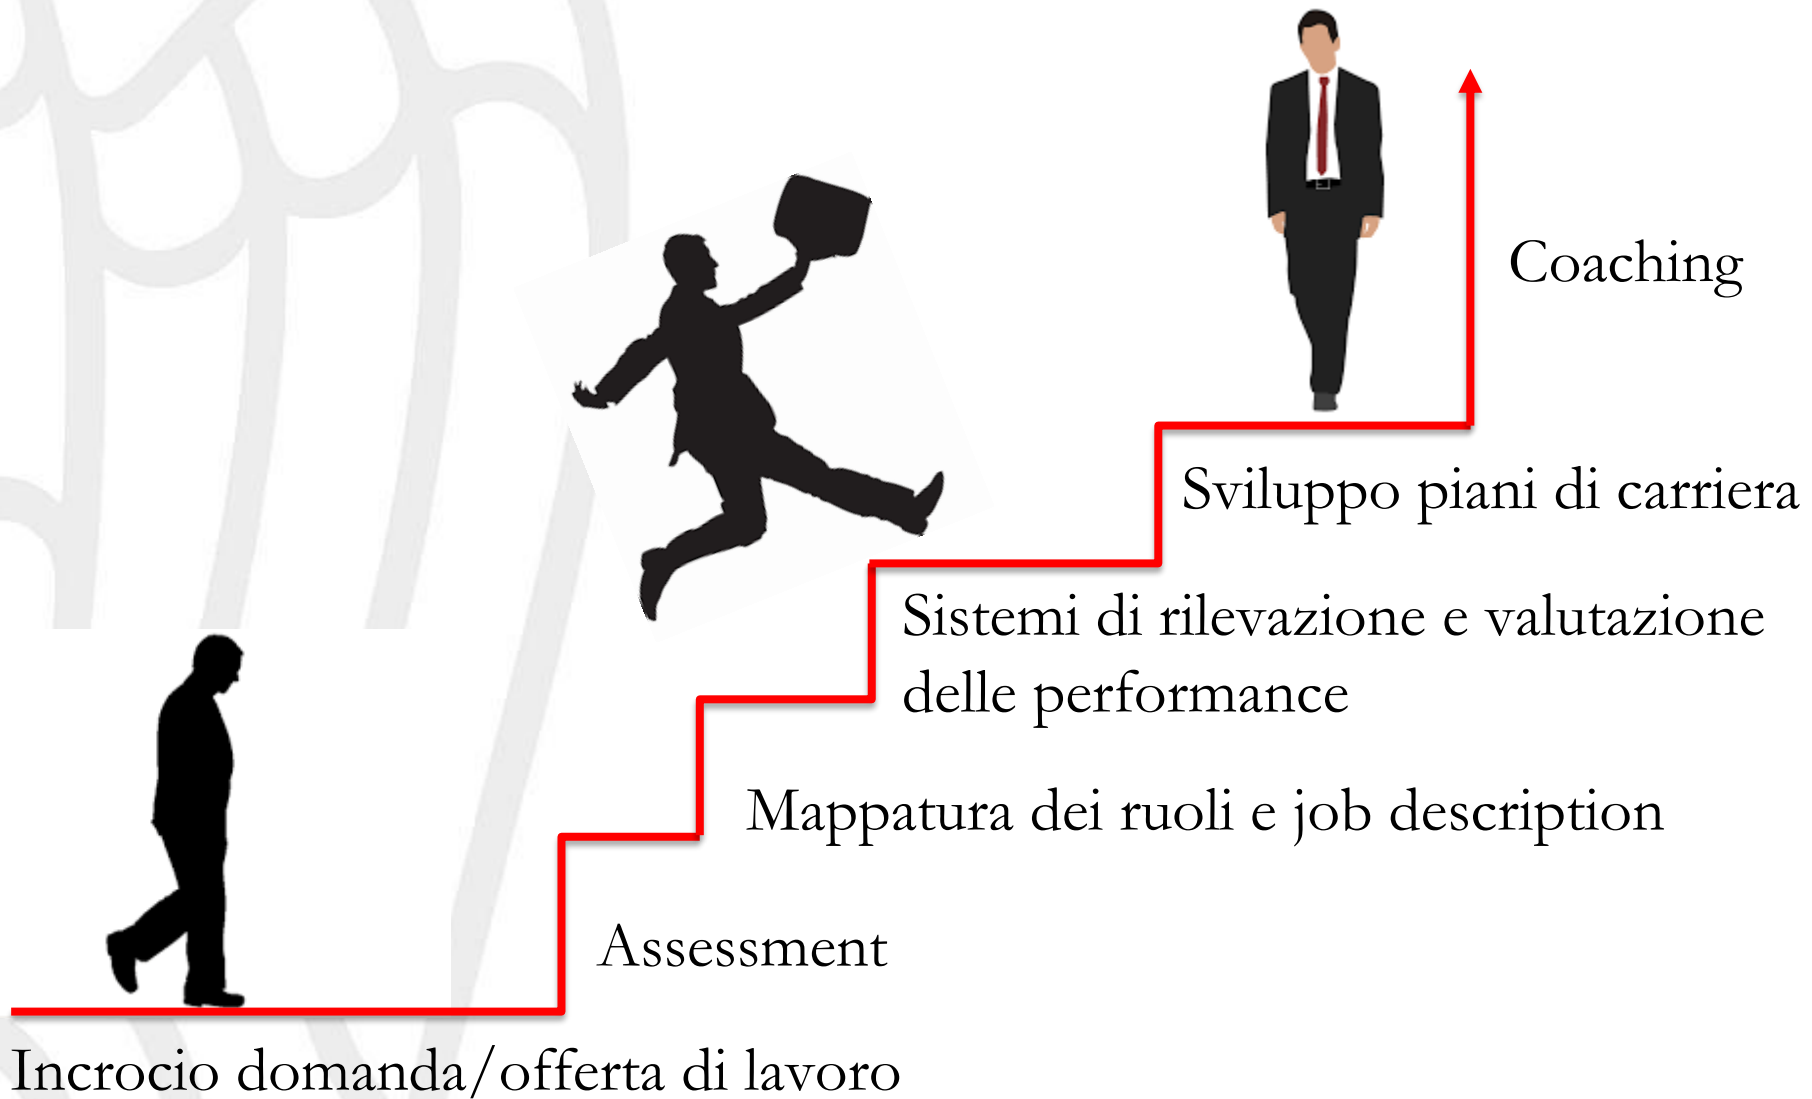 Coaching
Sviluppo piani di carriera
Sistemi di rilevazione e valutazione
delle performance
Mappatura dei ruoli e job description
Assessment
Incrocio domanda/offerta di lavoro